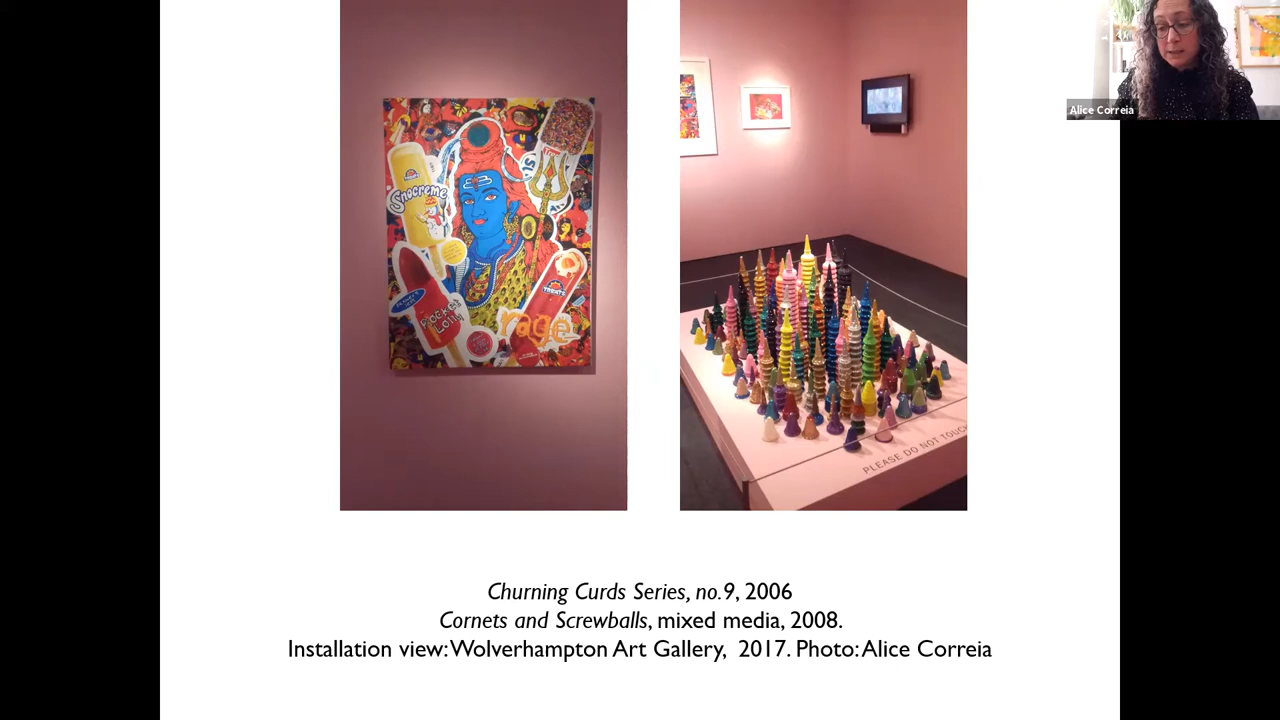 Alice Correia
Snocreme
TREATS
Rocket
Lolly
rage
PLEASE DO NOT TOUCH
Churning Curds Series, no.9, 2006
Cornets and Screwballs, mixed media, 2008.
Installation view: Wolverhampton Art Gallery, 2017. Photo: Alice Correia